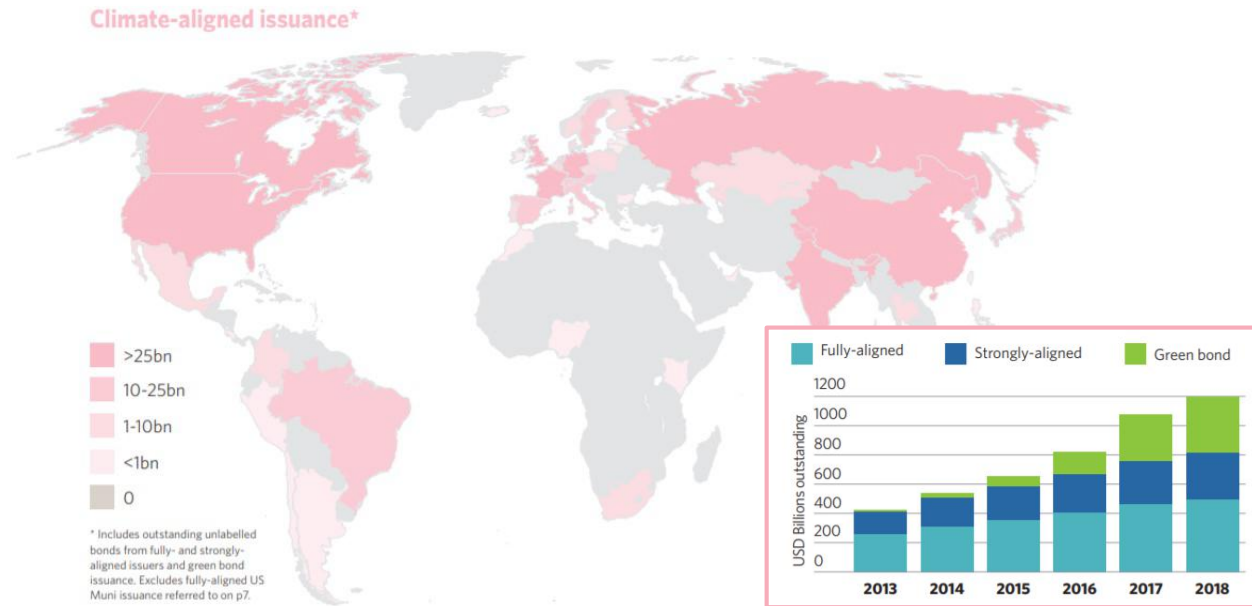 Climate-aligned issuance*
>25bn
10-25bn
1-10bn
<1bn
0
* Includes outstanding unlabelled
bonds from fully- and strongly-
aligned issuers and green bond
issuance. Excludes fully-aligned US
Muni issuance referred to on p7.
Fully-aligned
Strongly-aligned
Green bond
USD Billions outstanding
1200
1000
800
600
400
200
0
2013
2014
2015
2016
2017
2018